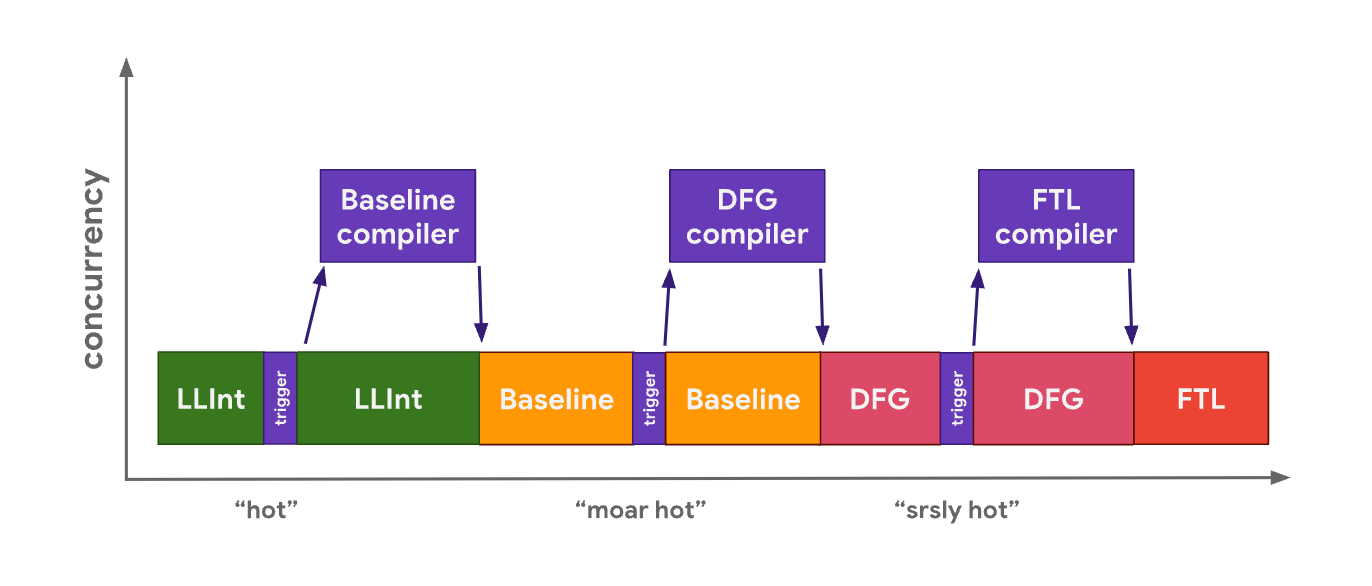 concurrency
Baseline
compiler
DFG
compiler
FTL
compiler
LLInt
trigger
LLInt
Baseline
trigger
Baseline
DFG
trigger
DFG
FTL
“hot”
“moar hot”
“srsly hot”